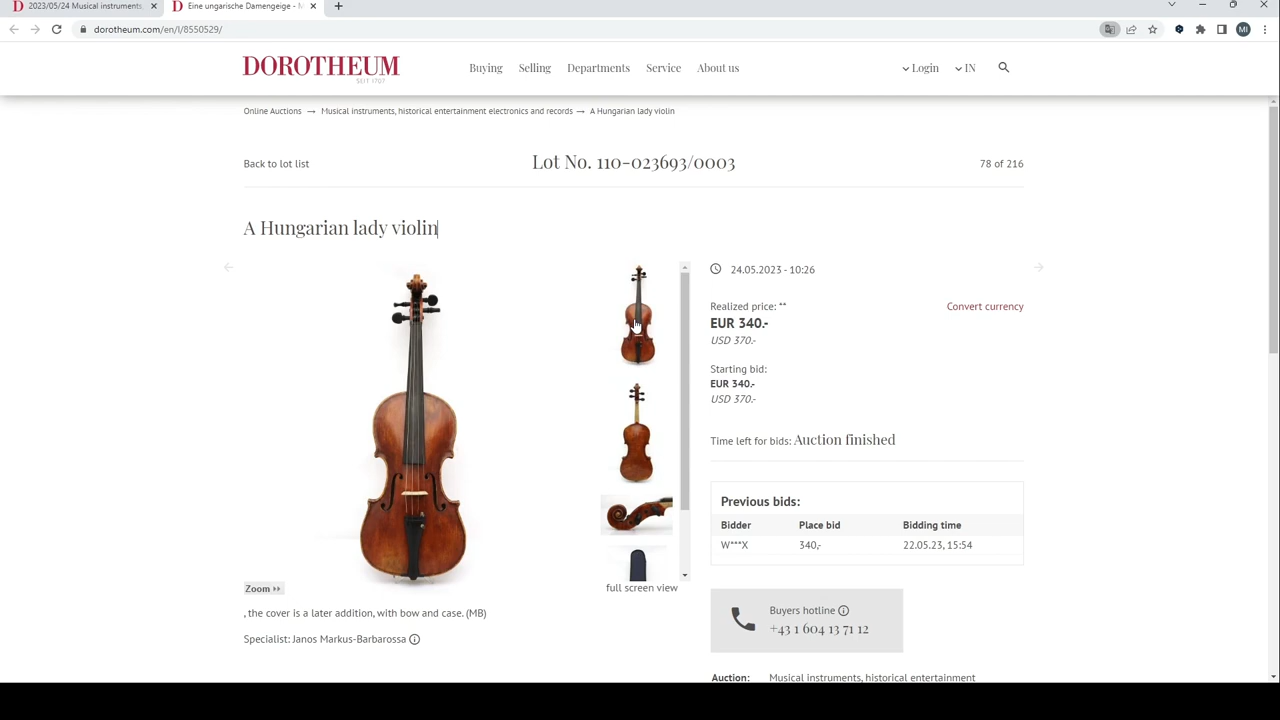 2023/05/24 Musical instruments,
Eine ungarische Damengeige - M
dorotheum.com/en/l/8550529/
MI
DOROTHEUM
SEIT 1707
Buying Selling Departments Service About us
Login IN
Online Auctions → Musical instruments, historical entertainment electronics and records → A Hungarian lady violin
Back to lot list
Lot No. 110-023693/0003
78 of 216
A Hungarian lady violin
24.05.2023 - 10:26
Realized price: **
Convert currency
EUR 340.-
USD 370.-
Starting bid:
EUR 340.-
USD 370.-
Time left for bids: Auction finished
Previous bids:
Bidder Place bid Bidding time
W***X 340,- 22.05.23, 15:54
Zoom
full screen view
, the cover is a later addition, with bow and case. (MB)
Specialist: Janos Markus-Barbarossa
Buyers hotline
+43 1 604 13 71 12
Auction: Musical instruments, historical entertainment